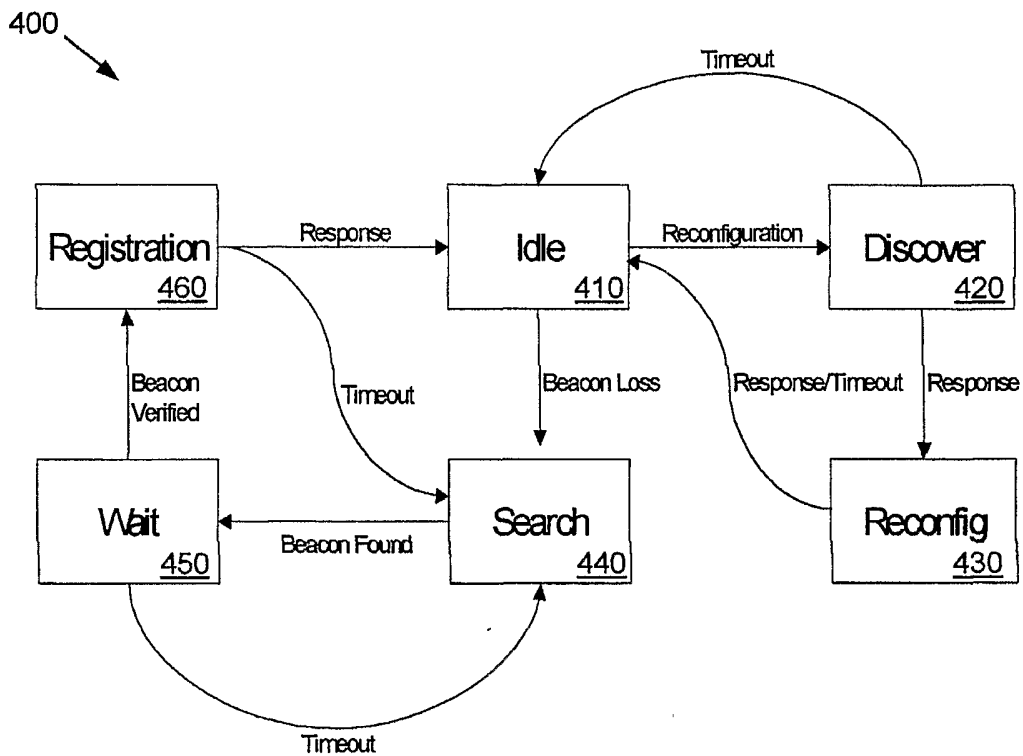 400
Timeout
Registration
460
Response
Idle
410
Reconfiguration
Discover
420
Beacon
Verified
Timeout
Beacon Loss
Response/Timeout
Response
Wait
450
Beacon Found
Search
440
Reconfig
430
Timeout